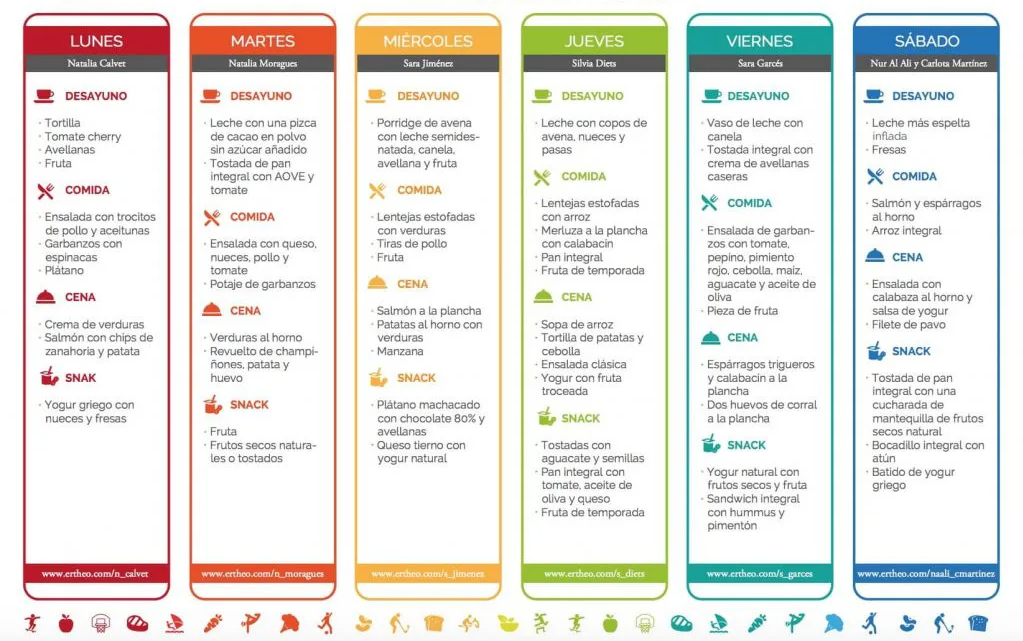 LUNES
Natalia Calvet
DESAYUNO
· Tortilla
· Tomate cherry
· Avellanas
· Fruta
COMIDA
· Ensalada con trocitos
de pollo y aceitunas
· Garbanzos con
espinacas
· Plátano
CENA
· Crema de verduras
· Salmón con chips de
zanahoria y patata
SNAK
· Yogur griego con
nueces y fresas
www.ertheo.com/n_calvet
MARTES
Natalia Moragues
DESAYUNO
· Leche con una pizca
de cacao en polvo
sin azúcar añadido
· Tostada de pan
integral con AOVE y
tomate
COMIDA
· Ensalada con queso,
nueces, pollo y
tomate
· Potaje de garbanzos
CENA
· Verduras al horno
· Revuelto de champi-
ñones, patata y
huevo
SNACK
· Fruta
· Frutos secos natura-
les o tostados
www.ertheo.com/n_moragues
MIÉRCOLES
Sara Jiménez
DESAYUNO
· Porridge de avena
con leche semides-
natada, canela,
avellana y fruta
COMIDA
· Lentejas estofadas
con verduras
· Tiras de pollo
· Fruta
CENA
· Salmón a la plancha
· Patatas al horno con
verduras
· Manzana
SNACK
· Plátano machacado
con chocolate 80% y
avellanas
· Queso tierno con
yogur natural
www.ertheo.com/s_jimenez
JUEVES
Silvia Diets
DESAYUNO
· Leche con copos de
avena, nueces y
pasas
COMIDA
· Lentejas estofadas
con arroz
· Merluza a la plancha
con calabacín
· Pan integral
· Fruta de temporada
CENA
· Sopa de arroz
· Tortilla de patatas y
cebolla
· Ensalada clásica
· Yogur con fruta
troceada
SNACK
· Tostadas con
aguacate y semillas
· Pan integral con
tomate, aceite de
oliva y queso
· Fruta de temporada
www.ertheo.com/s_diets
VIERNES
Sara Garcés
DESAYUNO
· Vaso de leche con
canela
· Tostada integral con
crema de avellanas
caseras
COMIDA
· Ensalada de garban-
zos con tomate,
pepino, pimiento
rojo, cebolla, maiz,
aguacate y aceite de
oliva
· Pieza de fruta
CENA
· Espárragos trigueros
y calabacín a la
plancha
· Dos huevos de corral
a la plancha
SNACK
· Yogur natural con
frutos secos y fruta
· Sandwich integral
con hummus y
pimentón
www.ertheo.com/s_garces
SÁBADO
Nur Al Ali y Carlota Martínez
DESAYUNO
· Leche más espelta
inflada
· Fresas
COMIDA
· Salmón y espárragos
al horno
· Arroz integral
CENA
· Ensalada con
calabaza al horno y
salsa de yogur
· Filete de pavo
SNACK
· Tostada de pan
integral con una
cucharada de
mantequilla de frutos
secos natural
· Bocadillo integral con
atún
· Batido de yogur
griego
www.ertheo.com/naali_cmartinez